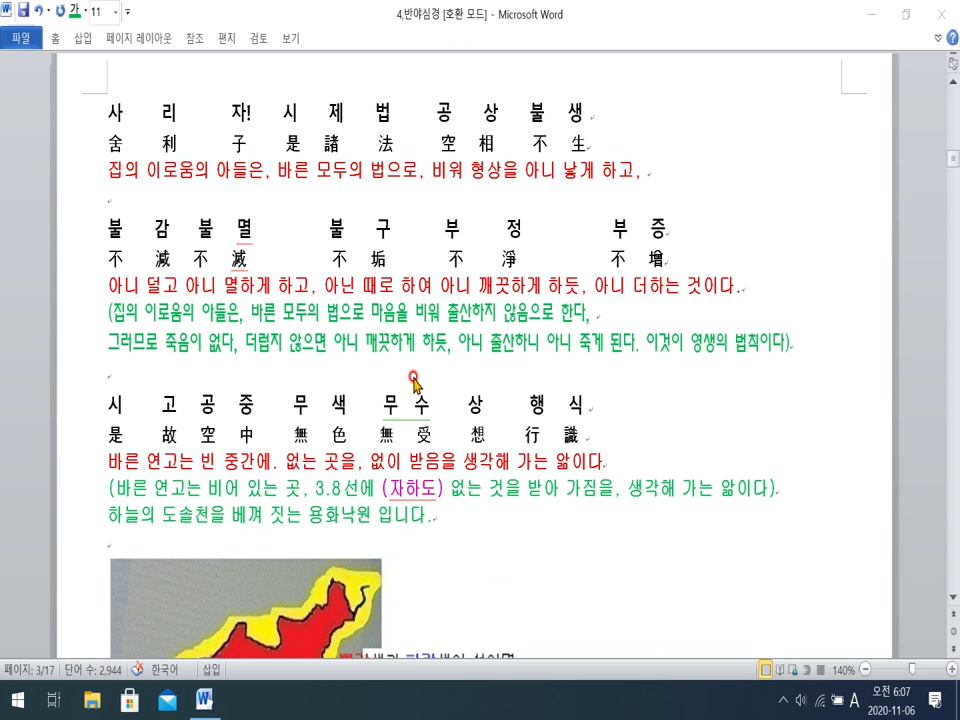 4,반야심경 [호환 모드] - Microsoft Word
가 11
파일 홈 삽입 페이지 레이아웃 참조 편지 검토 보기
사 리 자! 시 제 법 공 상 불 생
舍 利 子 是 諸 法 空 相 不 生
집의 이로움의 아들은, 바른 모두의 법으로, 비워 형상을 아니 낳게 하고,
불 감 불 멸 불 구 부 정 부 증
不 減 不 滅 不 垢 不 淨 不 增
아니 덜고 아니 멸하게 하고, 아닌 때로 하여 아니 깨끗하게 하듯, 아니 더하는 것이다.
(집의 이로움의 아들은, 바른 모두의 법으로 마음을 비워 출산하지 않음으로 한다,
그러므로 죽음이 없다, 더럽지 않으면 아니 깨끗하게 하듯, 아니 출산하니 아니 죽게 된다. 이것이 영생의 법칙이다)
시 고 공 중 무 색 무 수 상 행 식
是 故 空 中 無 色 無 受 想 行 識
바른 연고는 빈 중간에. 없는 곳을, 없이 받음을 생각해 가는 앎이다
(바른 연고는 비어 있는 곳, 3.8선에 (자하도) 없는 것을 받아 가짐을, 생각해 가는 앎이다).
하늘의 도솔천을 베껴 짓는 용화낙원 입니다.
페이지: 3/17 단어 수: 2,944 한국어 삽입 140%
A 오전 6:07
2020-11-06